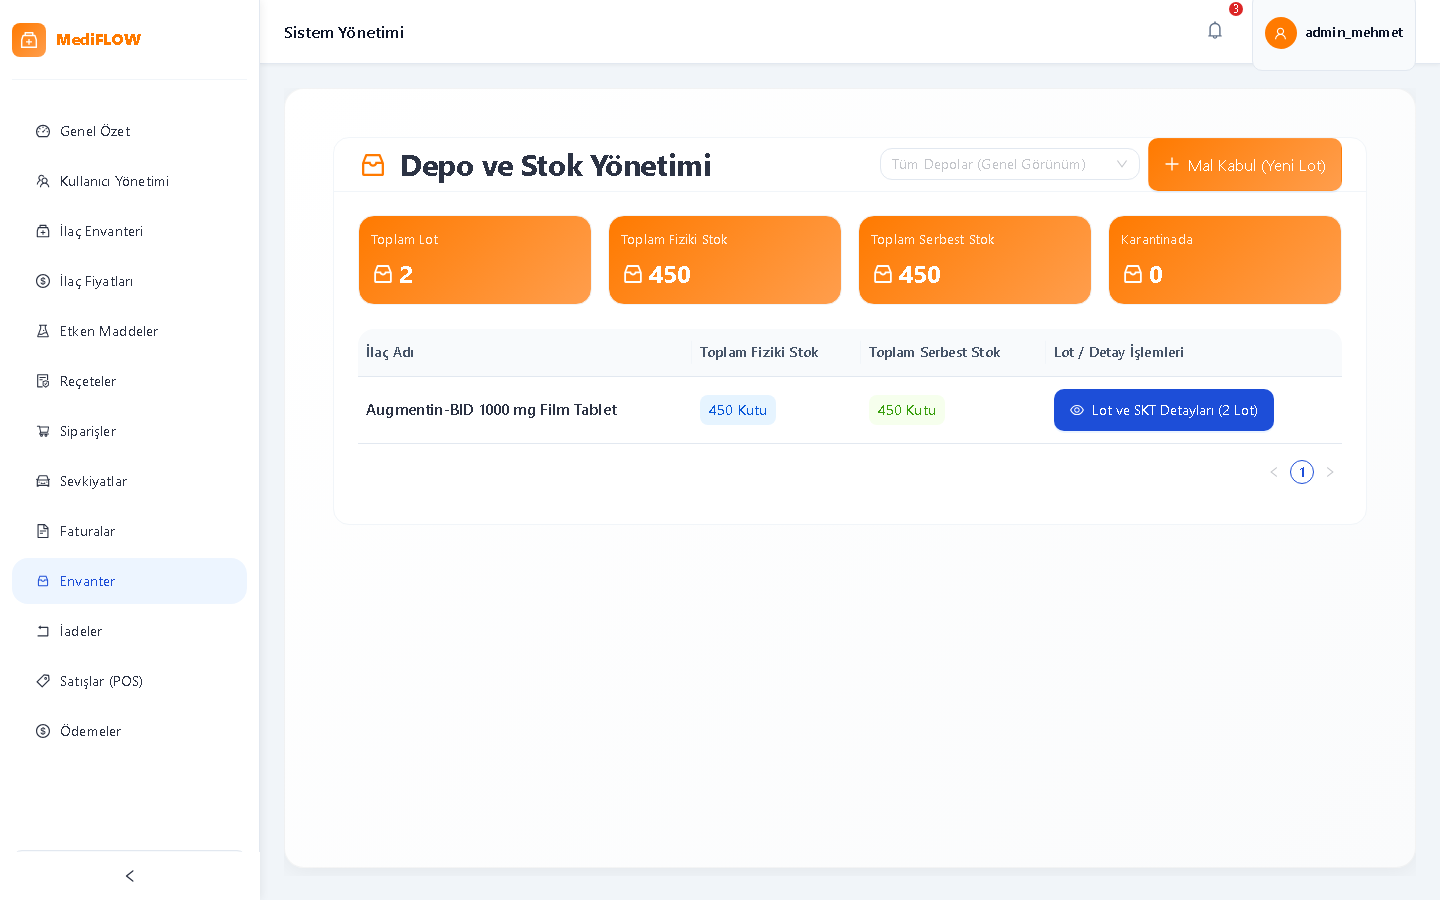 MediFLOW
Sistem Yönetimi
3
admin_mehmet
Genel Özet
Kullanıcı Yönetimi
İlaç Envanteri
İlaç Fiyatları
Etken Maddeler
Reçeteler
Siparişler
Sevkiyatlar
Faturalar
Envanter
İadeler
Satışlar (POS)
Ödemeler
Depo ve Stok Yönetimi
Tüm Depolar (Genel Görünüm)
Mal Kabul (Yeni Lot)
Toplam Lot
2
Toplam Fiziki Stok
450
Toplam Serbest Stok
450
Karantinada
0
İlaç Adı
Toplam Fiziki Stok
Toplam Serbest Stok
Lot / Detay İşlemleri
Augmentin-BID 1000 mg Film Tablet
450 Kutu
450 Kutu
Lot ve SKT Detayları (2 Lot)
1